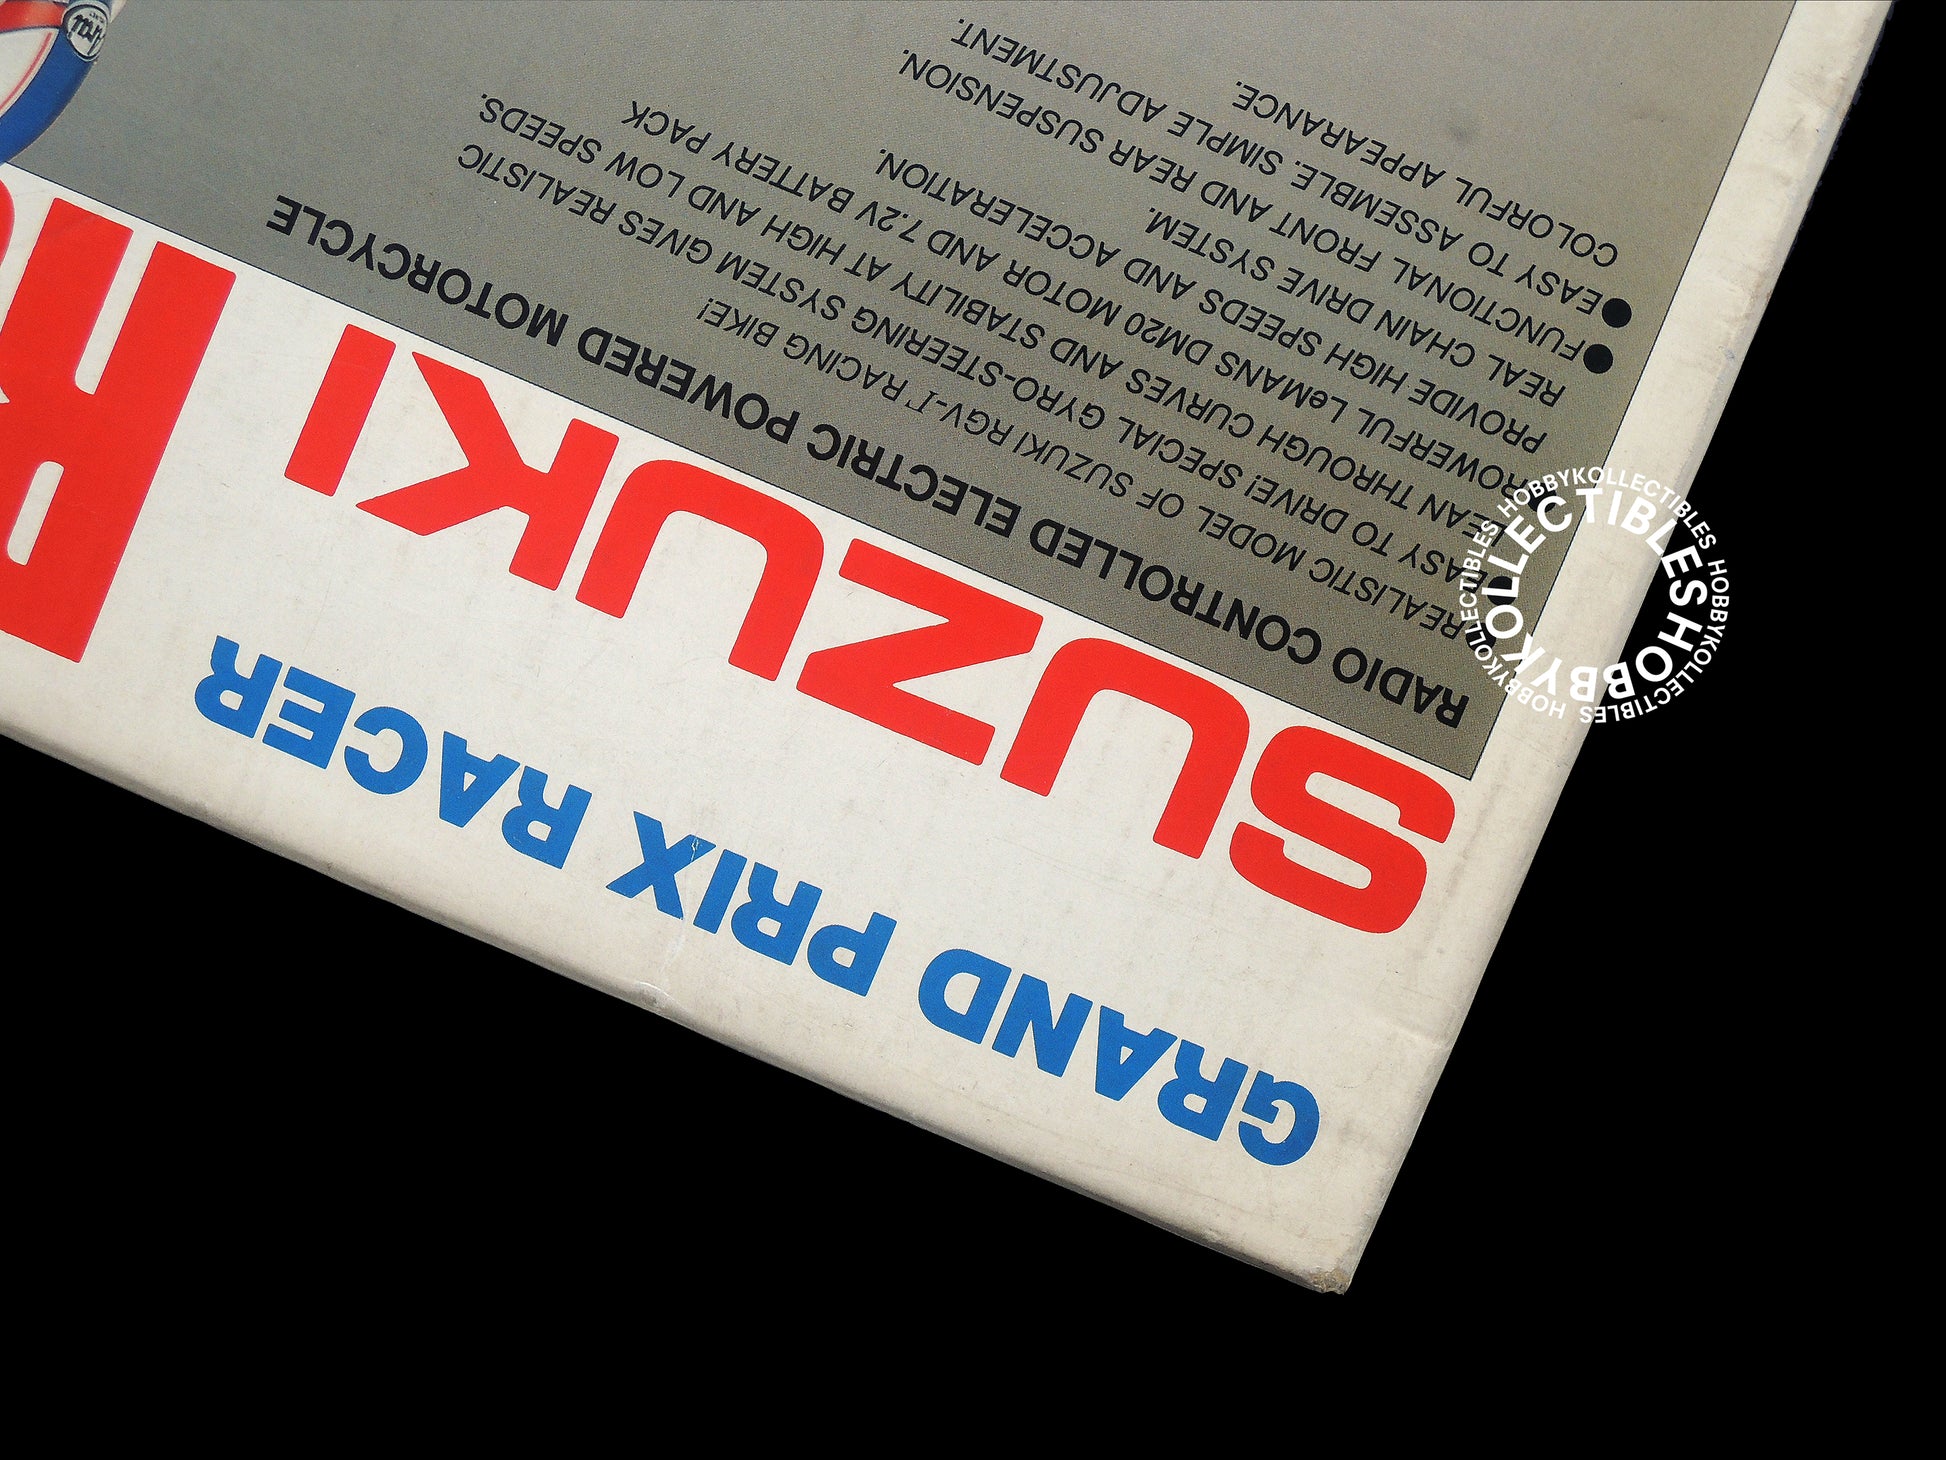 GRAND PRIX RACER
SUZUKI R
RADIO CONTROLLED ELECTRIC POWERED MOTORCYCLE
●REALISTIC MODEL OF SUZUKI RGV-Γ RACING BIKE!
●EASY TO DRIVE! SPECIAL GYRO-STEERING SYSTEM GIVES REALISTIC
LEAN THROUGH CURVES AND STABILITY AT HIGH AND LOW SPEEDS.
●POWERFUL LeMANS DM20 MOTOR AND 7.2V BATTERY PACK
PROVIDE HIGH SPEEDS AND ACCELERATION.
REAL CHAIN DRIVE SYSTEM.
●FUNCTIONAL FRONT AND REAR SUSPENSION.
●EASY TO ASSEMBLE. SIMPLE ADJUSTMENT.
COLORFUL APPEARANCE.
Arai
HOBBYKOLLECTIBLES
HOBBYKOLLECTIBLES HOBBYKOLLECTIBLES HOBBYKOLLECTIBLES